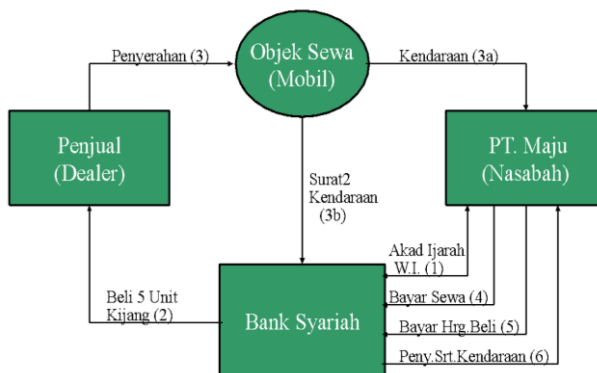 Objek Sewa
(Mobil)
Penyerahan (3)
Kendaraan (3a)
Penjual
(Dealer)
PT. Maju
(Nasabah)
Surat2
Kendaraan
(3b)
Akad Ijarah
W.I. (1)
Beli 5 Unit
Kijang (2)
Bank Syariah
Bayar Sewa (4)
Bayar Hrg.Beli (5)
Peny.Srt.Kendaraan (6)